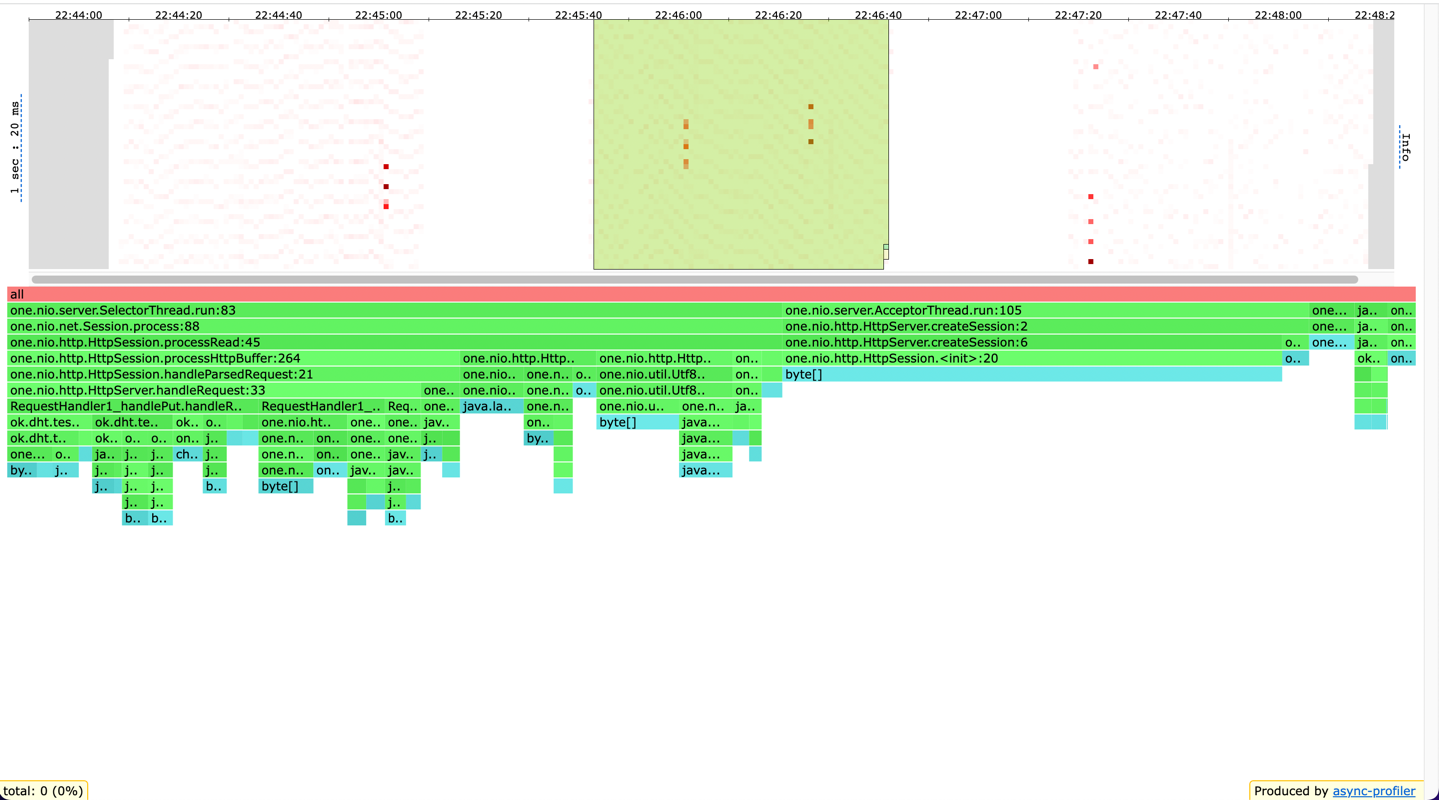 22:44:00 22:44:20 22:44:40 22:45:00 22:45:20 22:45:40 22:46:00 22:46:20 22:46:40 22:47:00 22:47:20 22:47:40 22:48:00 22:48:2
1 sec : 20 ms
Info
all
one.nio.server.SelectorThread.run:83 one.nio.server.AcceptorThread.run:105 one... ja.. on..
one.nio.net.Session.process:88 one.nio.http.HttpServer.createSession:2 one... ja.. on..
one.nio.http.HttpSession.processRead:45 one.nio.http.HttpServer.createSession:6 o.. one... ja.. on..
one.nio.http.HttpSession.processHttpBuffer:264 one.nio.http.Http.. one.nio.http.Http.. on.. one.nio.http.HttpSession.<init>:20 o.. ok.. on..
one.nio.http.HttpSession.handleParsedRequest:21 one.nio.. one.n.. o.. one.nio.util.Utf8.. on.. byte[]
one.nio.http.HttpServer.handleRequest:33 one.. one.nio.. one.n.. o.. one.nio.util.Utf8.. on..
RequestHandler1_handlePut.handleR.. RequestHandler1_.. Req.. one.. java.la.. one.n.. one.nio.u.. one.n.. ja..
ok.dht.tes.. ok.dht.te.. ok.. o.. one.nio.ht.. one.. one.. jav.. on.. byte[] java...
ok.dht.t.. ok.. o.. o.. on.. j.. one.n.. on.. one.. one.. j.. by.. java...
one... o.. ja.. j.. j.. ch.. j.. one.n.. on.. one.. jav.. j.. java...
by.. j.. j.. j.. j.. j.. one.n.. on.. jav.. jav.. java...
j.. j.. j.. b.. byte[] j..
j.. j.. j..
b.. b.. b..
total: 0 (0%)
Produced by async-profiler